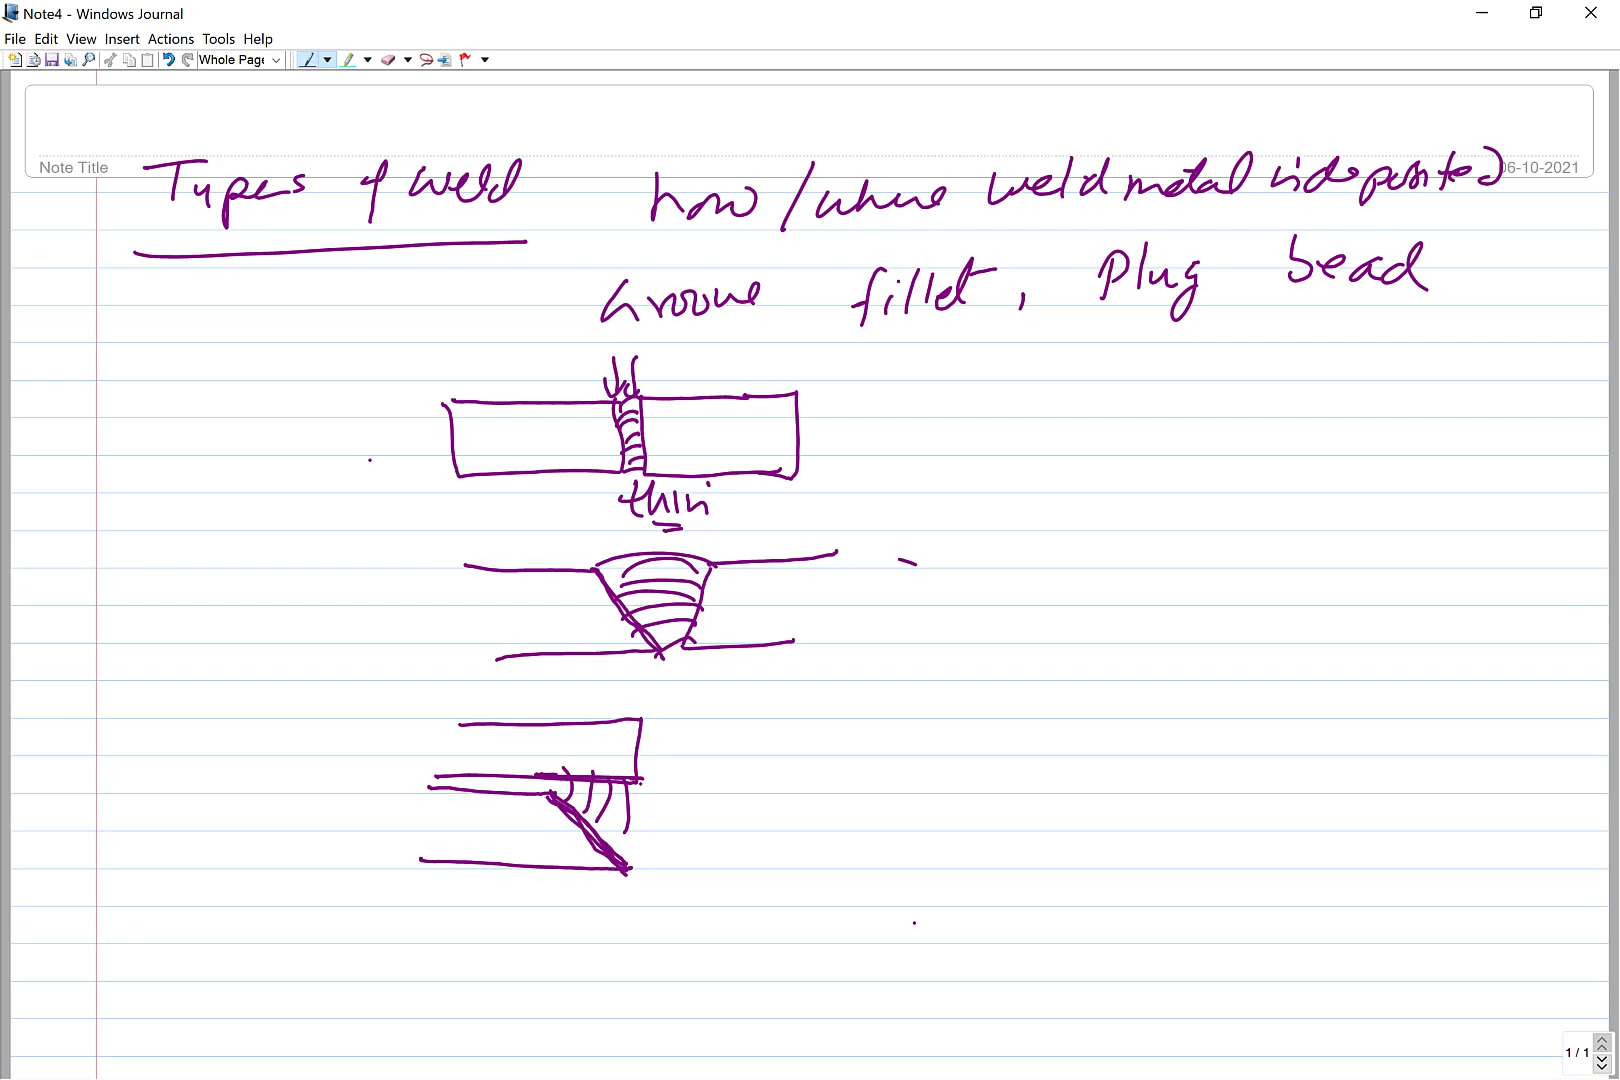 Note4 - Windows Journal
File Edit View Insert Actions Tools Help
Whole Page
Note Title
06-10-2021
Types of weld how/where weld metal is deposited
Groove fillet, Plug bead
thin
1 / 1